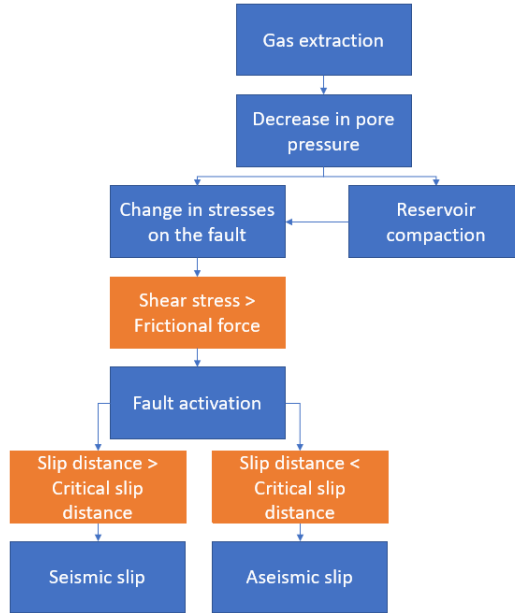 Gas extraction
Decrease in pore
pressure
Change in stresses
on the fault
Reservoir
compaction
Shear stress >
Frictional force
Fault activation
Slip distance >
Critical slip
distance
Slip distance <
Critical slip
distance
Seismic slip
Aseismic slip